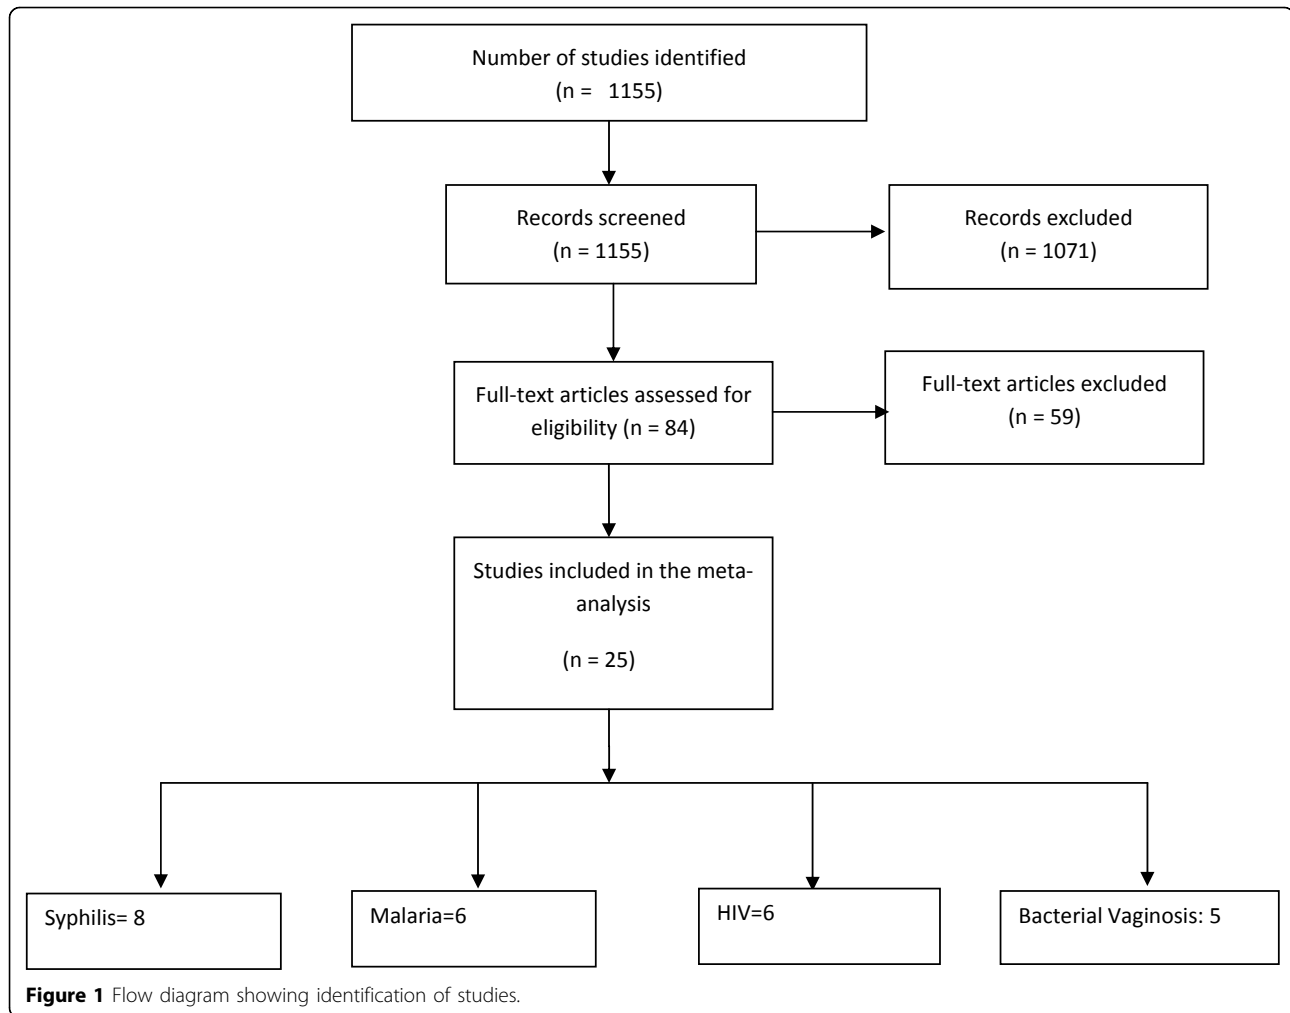 Number of studies identified
(n = 1155)
Records screened
(n = 1155)
Records excluded
(n = 1071)
Full-text articles assessed for
eligibility (n = 84)
Full-text articles excluded
(n = 59)
Studies included in the meta-
analysis
(n = 25)
Syphilis= 8
Malaria=6
HIV=6
Bacterial Vaginosis: 5
Figure 1 Flow diagram showing identification of studies.